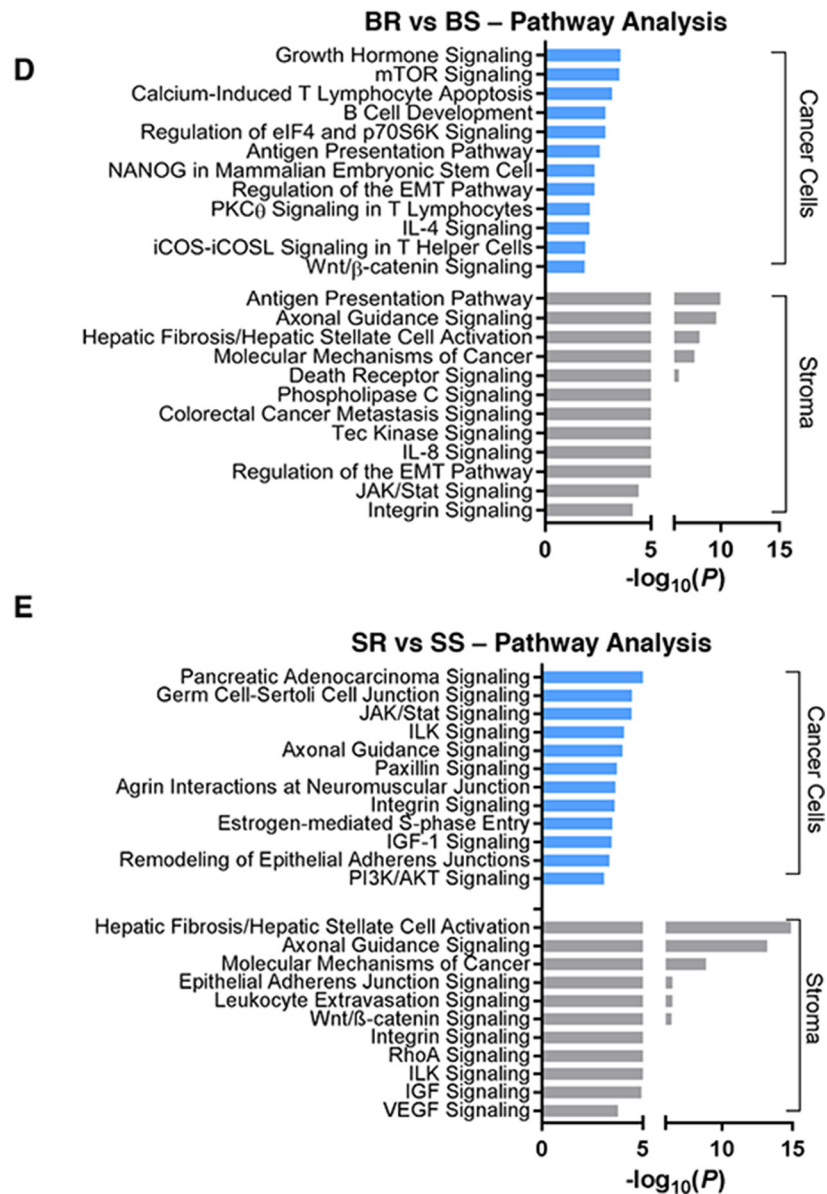 BR vs BS – Pathway Analysis
D
Growth Hormone Signaling
mTOR Signaling
Calcium-Induced T Lymphocyte Apoptosis
B Cell Development
Regulation of eIF4 and p70S6K Signaling
Antigen Presentation Pathway
NANOG in Mammalian Embryonic Stem Cell
Regulation of the EMT Pathway
PKCθ Signaling in T Lymphocytes
IL-4 Signaling
iCOS-iCOSL Signaling in T Helper Cells
Wnt/β-catenin Signaling
Cancer Cells
Antigen Presentation Pathway
Axonal Guidance Signaling
Hepatic Fibrosis/Hepatic Stellate Cell Activation
Molecular Mechanisms of Cancer
Death Receptor Signaling
Phospholipase C Signaling
Colorectal Cancer Metastasis Signaling
Tec Kinase Signaling
IL-8 Signaling
Regulation of the EMT Pathway
JAK/Stat Signaling
Integrin Signaling
Stroma
0 5 10 15
-log10(P)
E
SR vs SS – Pathway Analysis
Pancreatic Adenocarcinoma Signaling
Germ Cell-Sertoli Cell Junction Signaling
JAK/Stat Signaling
ILK Signaling
Axonal Guidance Signaling
Paxillin Signaling
Agrin Interactions at Neuromuscular Junction
Integrin Signaling
Estrogen-mediated S-phase Entry
IGF-1 Signaling
Remodeling of Epithelial Adherens Junctions
PI3K/AKT Signaling
Cancer Cells
Hepatic Fibrosis/Hepatic Stellate Cell Activation
Axonal Guidance Signaling
Molecular Mechanisms of Cancer
Epithelial Adherens Junction Signaling
Leukocyte Extravasation Signaling
Wnt/ß-catenin Signaling
Integrin Signaling
RhoA Signaling
ILK Signaling
IGF Signaling
VEGF Signaling
Stroma
0 5 10 15
-log10(P)